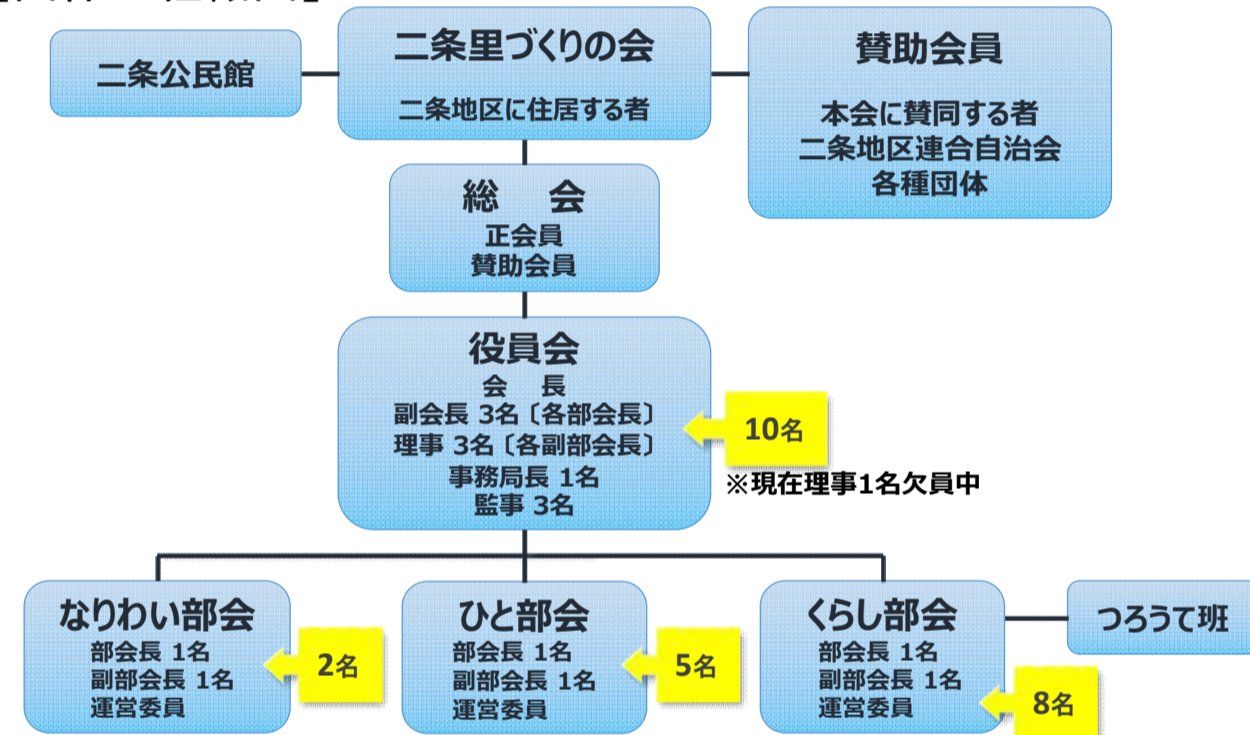 二条公民館
二条里づくりの会
二条地区に住居する者
賛助会員
本会に賛同する者
二条地区連合自治会
各種団体
総 会
正会員
賛助会員
役員会
会 長
副会長 3名〔各部会長〕
理事 3名〔各副部会長〕
事務局長 1名
監事 3名
10名
※現在理事1名欠員中
なりわい部会
部会長 1名
副部会長 1名
運営委員
2名
ひと部会
部会長 1名
副部会長 1名
運営委員
5名
くらし部会
部会長 1名
副部会長 1名
運営委員
8名
つろうて班